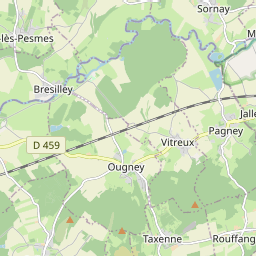 Sornay
-lès-Pesmes
M
Bresilley
Jalle
Pagney
D 459
Vitreux
Ougney
Taxenne
Rouffang